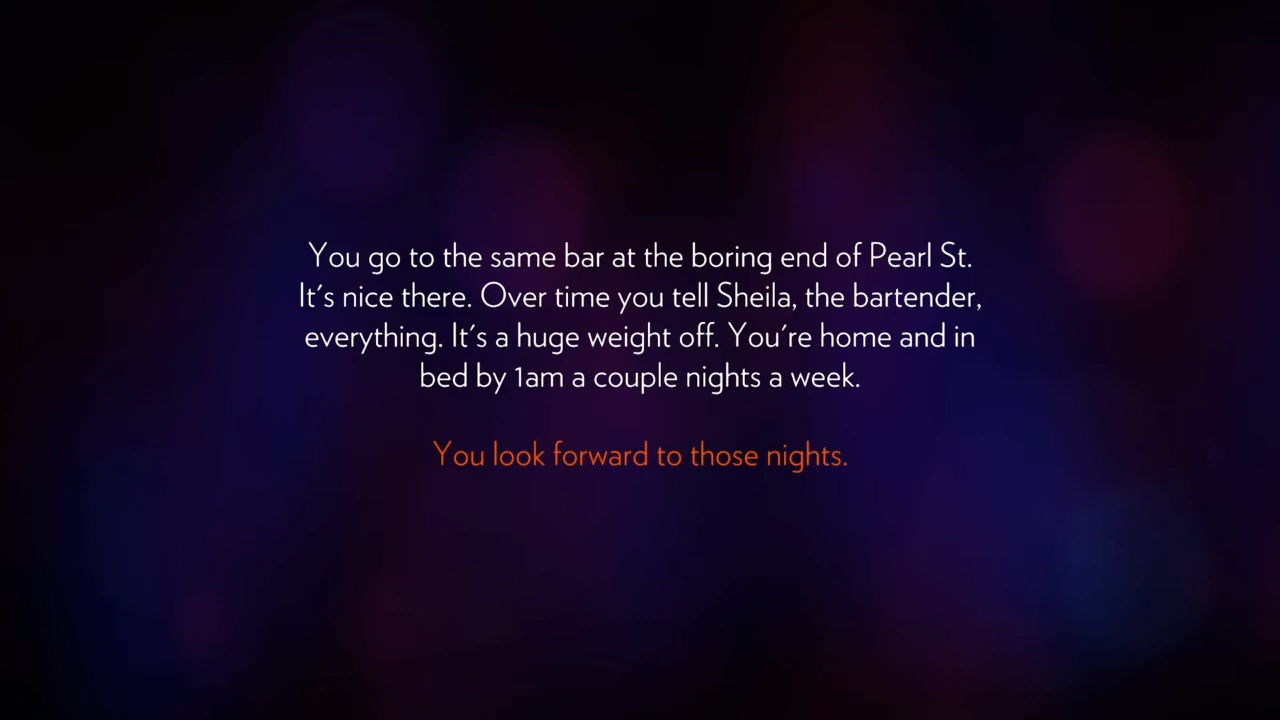 You go to the same bar at the boring end of Pearl St.
It's nice there. Over time you tell Sheila, the bartender,
everything. It's a huge weight off. You're home and in
bed by 1am a couple nights a week.
You look forward to those nights.